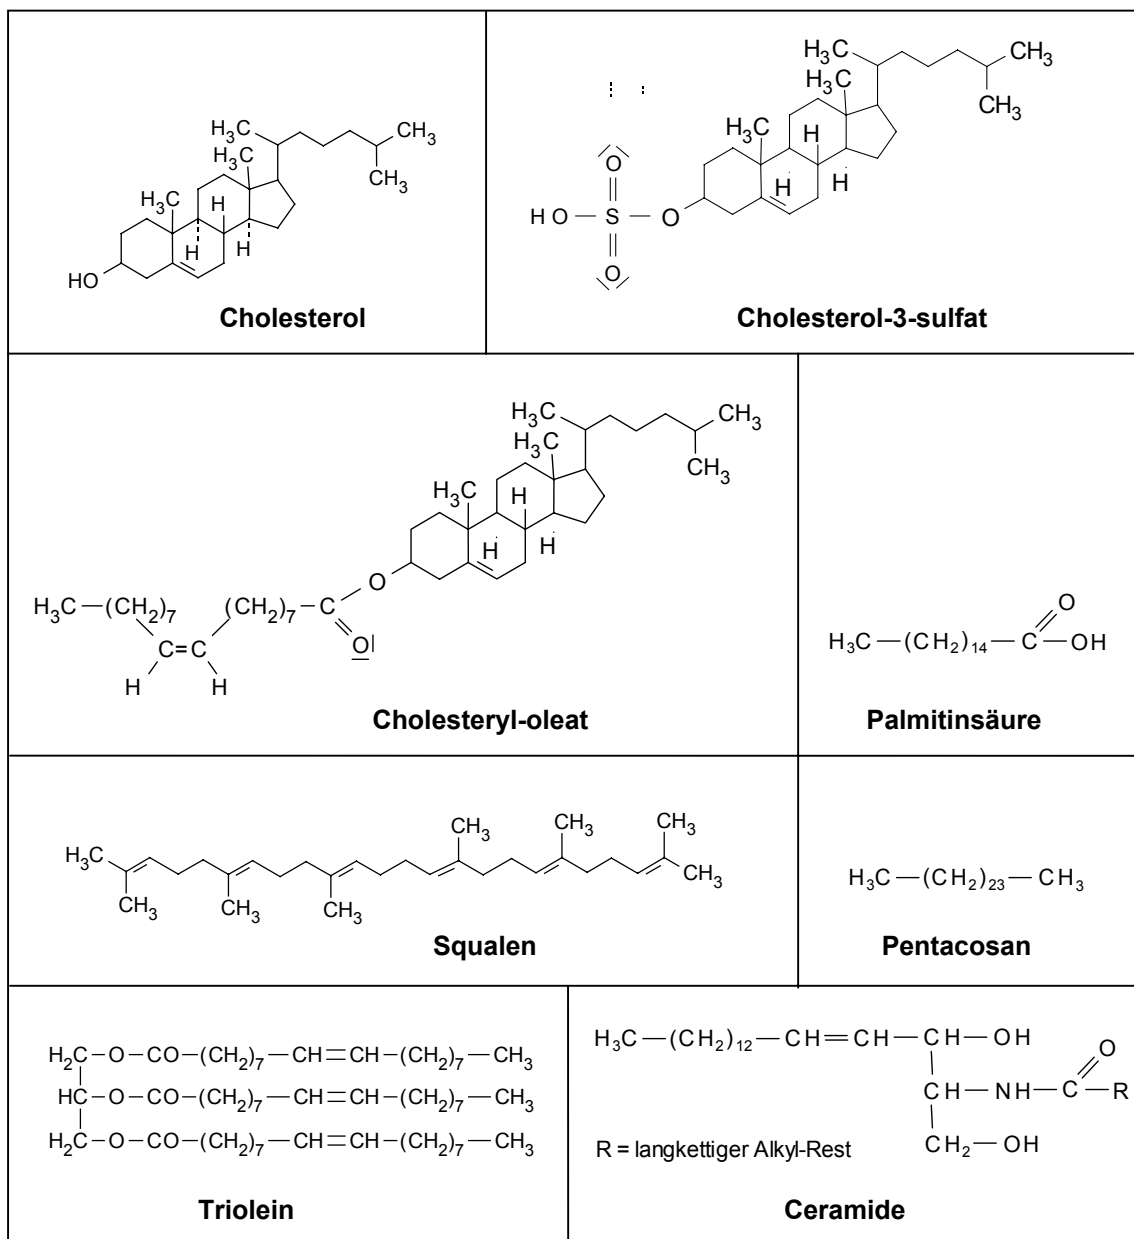 H₃C
CH₃
H₃C
CH₃
H₃C
H
H
H
HO
Cholesterol
H₃C
CH₃
H₃C
CH₃
H₃C
H
H
H
O
HO—S—O
O
Cholesterol-3-sulfat
H₃C
CH₃
H₃C
CH₃
H₃C
H
H
H
O
H₃C—(CH₂)₇ (CH₂)₇—C
C=C
O
H H
Cholesteryl-oleat
O
H₃C—(CH₂)₁₄—C—OH
Palmitinsäure
CH₃ CH₃ CH₃
H₃C
CH₃
CH₃ CH₃ CH₃
Squalen
H₃C—(CH₂)₂₃—CH₃
Pentacosan
H₂C—O—CO—(CH₂)₇—CH=CH—(CH₂)₇—CH₃
HC—O—CO—(CH₂)₇—CH=CH—(CH₂)₇—CH₃
H₂C—O—CO—(CH₂)₇—CH=CH—(CH₂)₇—CH₃
Triolein
H₃C—(CH₂)₁₂—CH=CH—CH—OH
O
CH—NH—C—R
CH₂—OH
R = langkettiger Alkyl-Rest
Ceramide